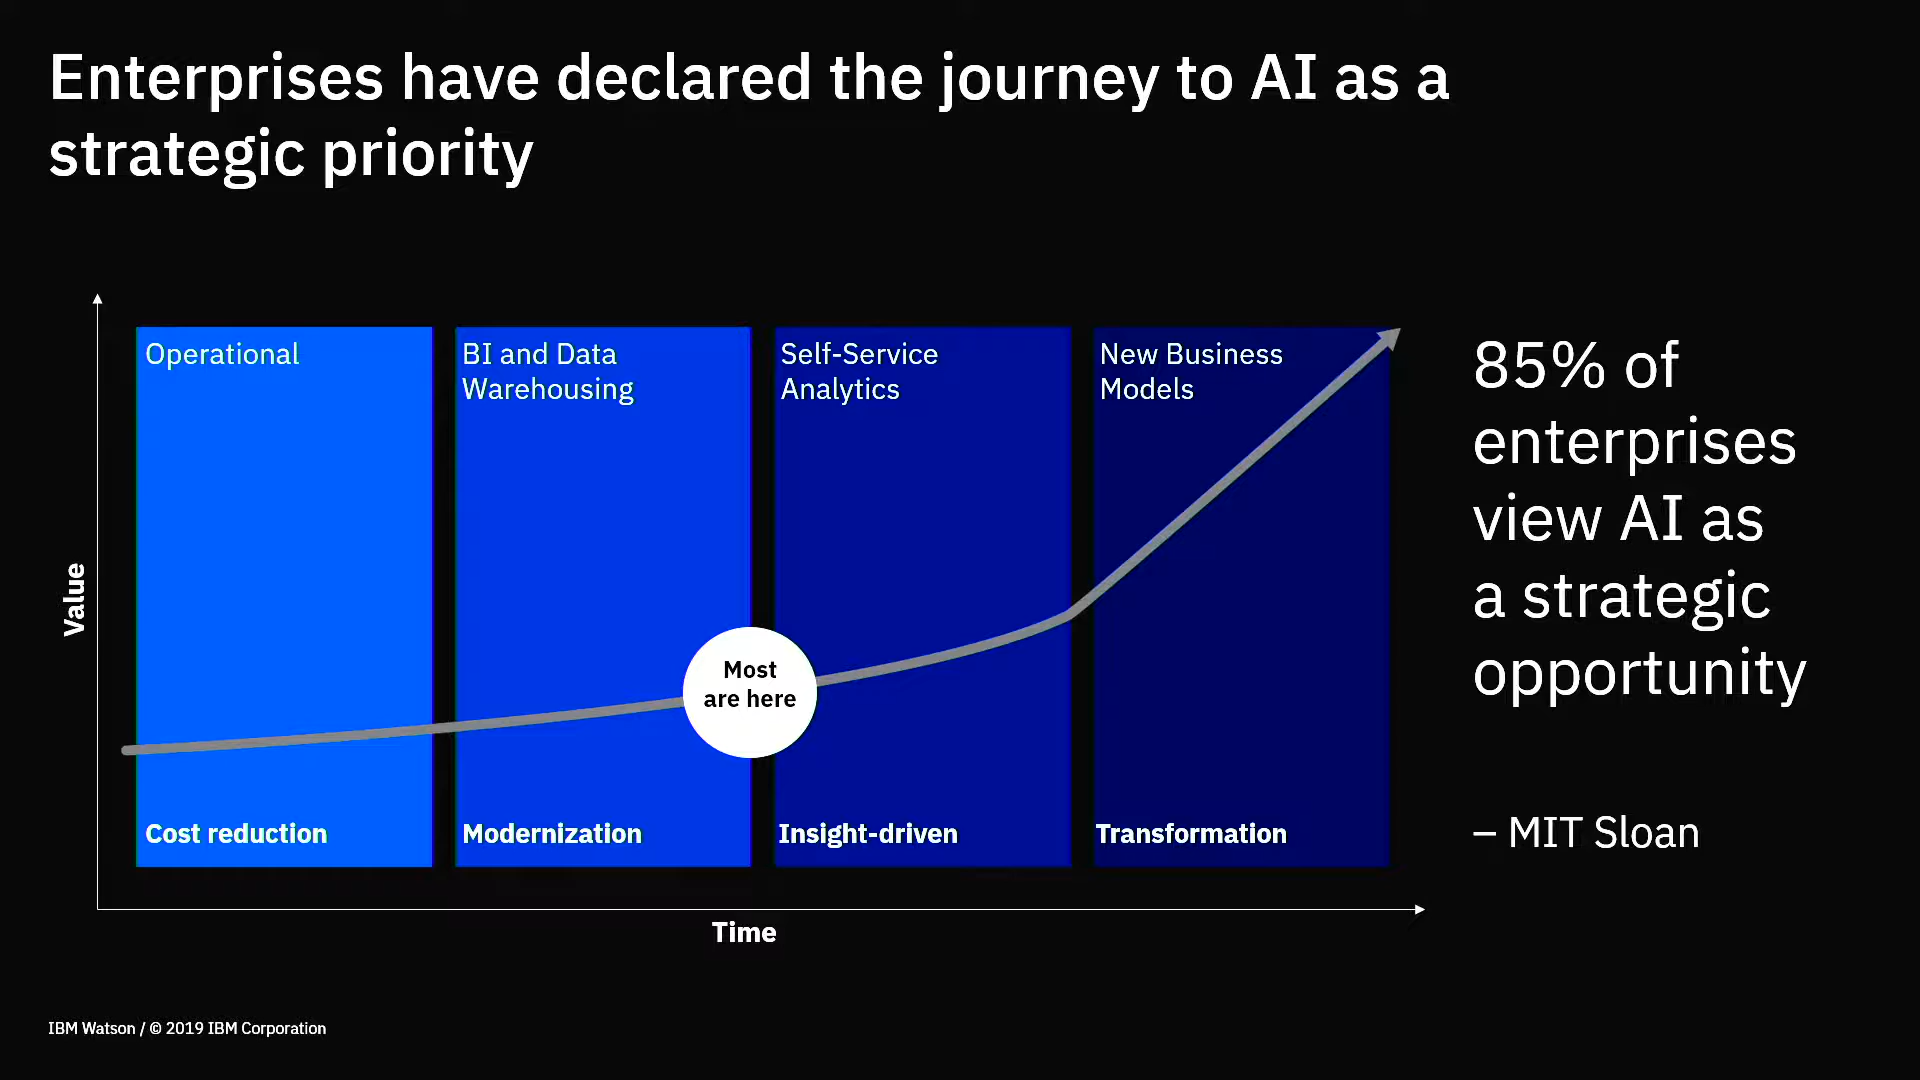 Enterprises have declared the journey to AI as a
strategic priority
Value
Operational
Cost reduction
BI and Data
Warehousing
Modernization
Most
are here
Self-Service
Analytics
Insight-driven
New Business
Models
Transformation
Time
85% of
enterprises
view AI as
a strategic
opportunity
– MIT Sloan
IBM Watson / © 2019 IBM Corporation